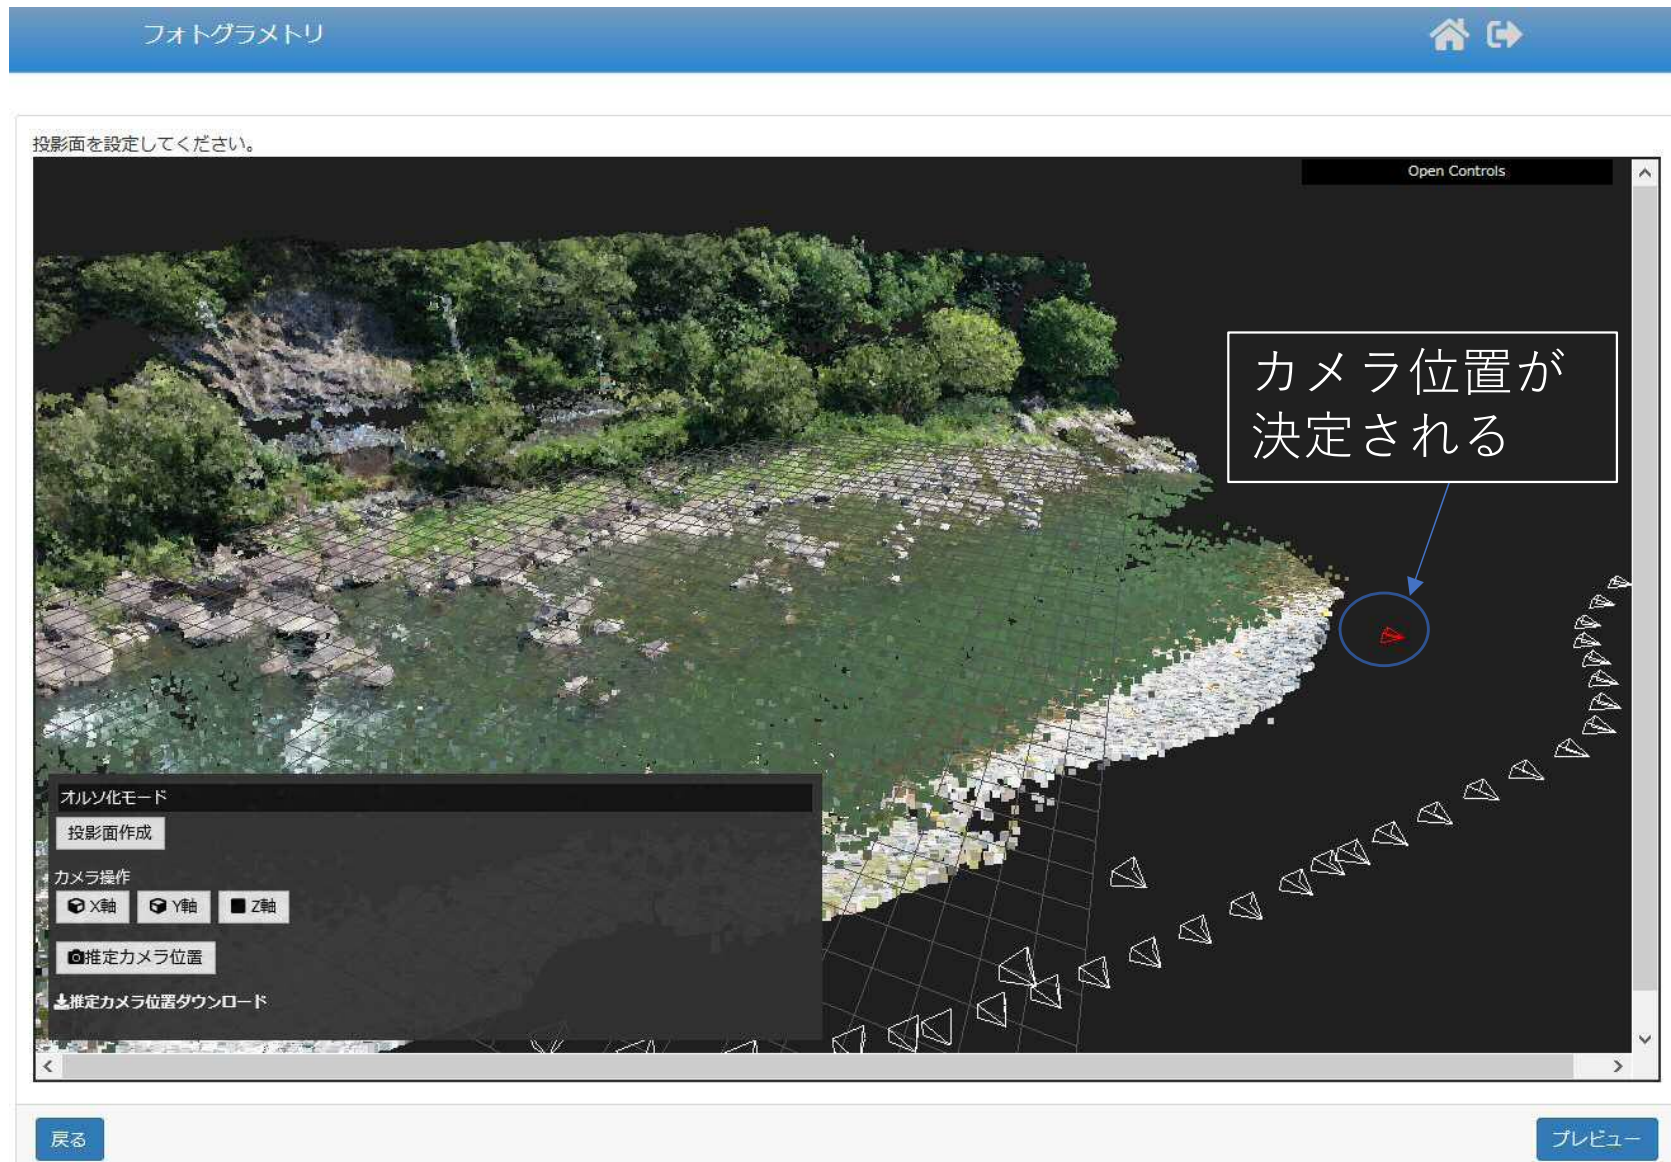 フォトグラメトリ
投影面を設定してください。
Open Controls
カメラ位置が
決定される
オルソ化モード
投影面作成
カメラ操作
X軸 Y軸 Z軸
推定カメラ位置
推定カメラ位置ダウンロード
戻る
プレビュー